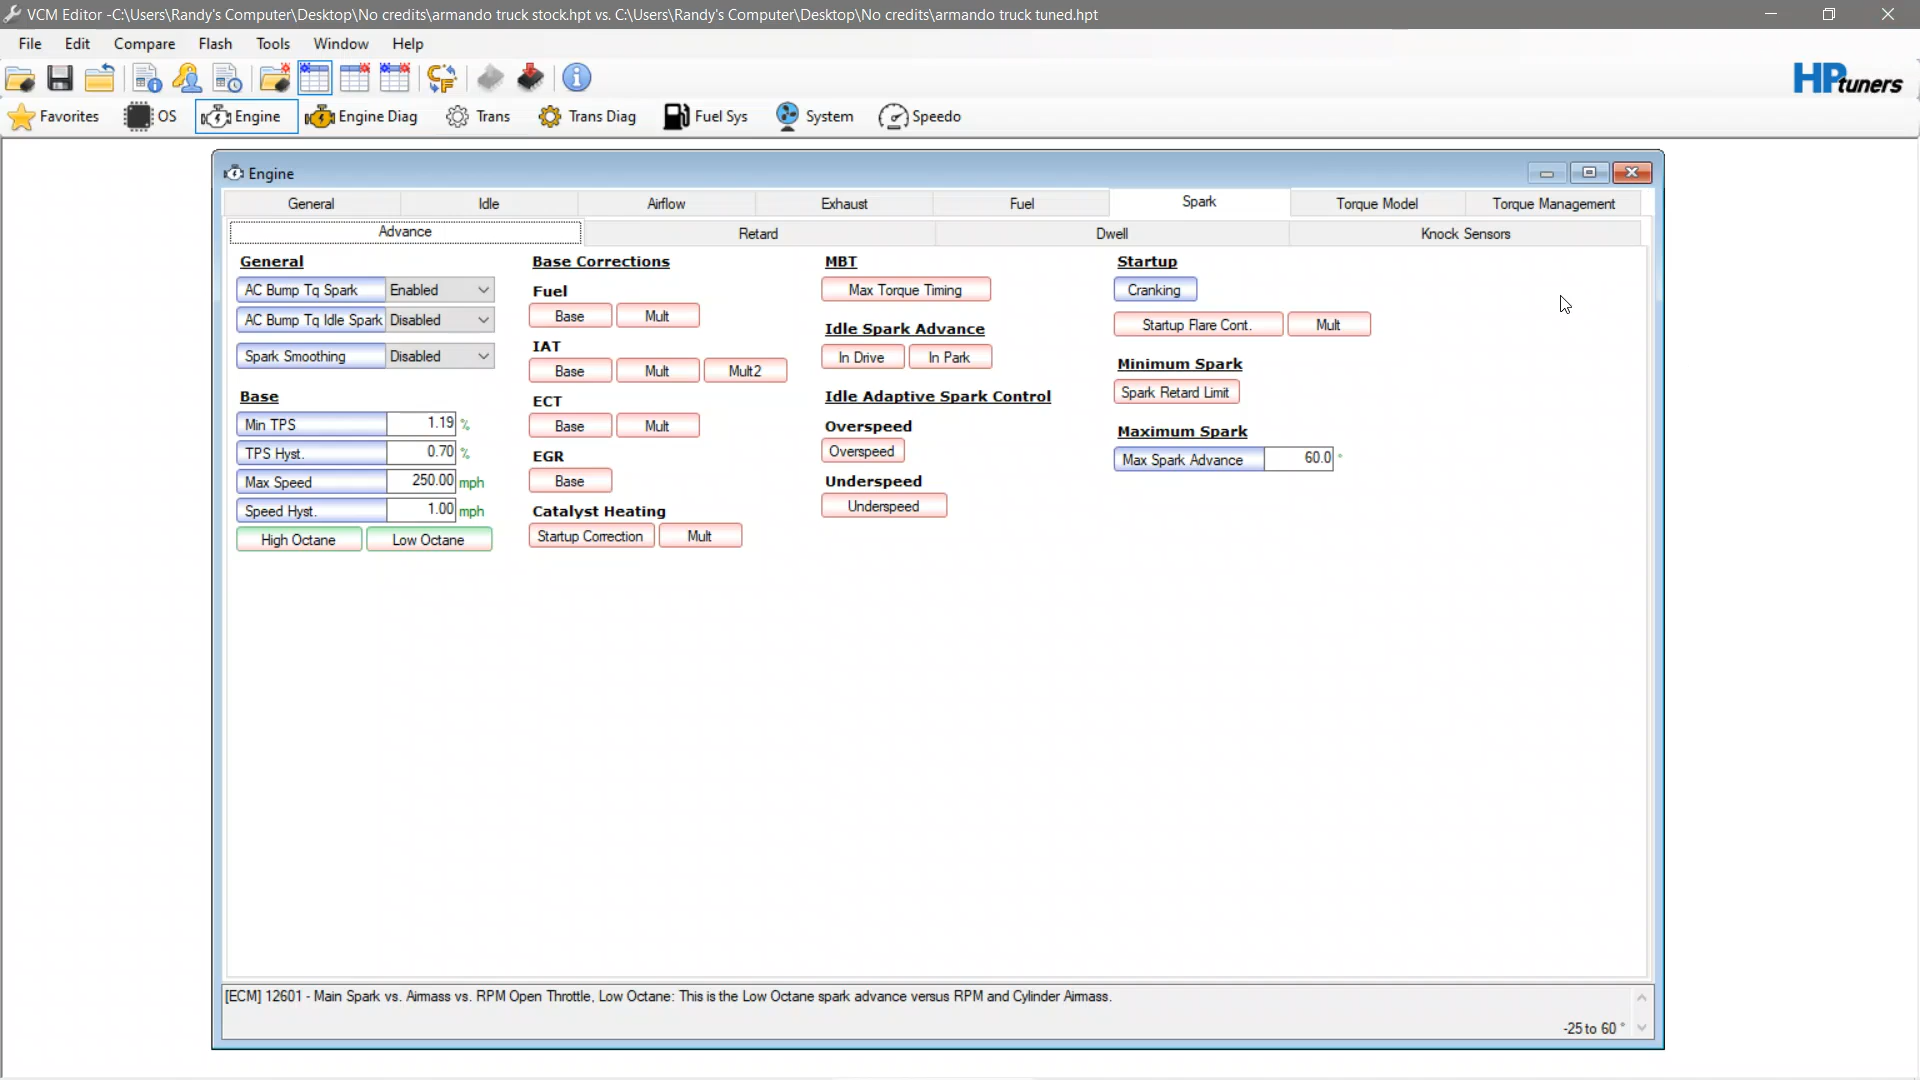 VCM Editor -C:\Users\Randy's Computer\Desktop\No credits\armando truck stock.hpt vs. C:\Users\Randy's Computer\Desktop\No credits\armando truck tuned.hpt
File Edit Compare Flash Tools Window Help
HPtuners
Favorites OS Engine Engine Diag Trans Trans Diag Fuel Sys System Speedo
Engine
General Idle Airflow Exhaust Fuel Spark Torque Model Torque Management
Advance Retard Dwell Knock Sensors
General
AC Bump Tq Spark Enabled
AC Bump Tq Idle Spark Disabled
Spark Smoothing Disabled
Base
Min TPS 1.19 %
TPS Hyst. 0.70 %
Max Speed 250.00 mph
Speed Hyst. 1.00 mph
High Octane Low Octane
Base Corrections
Fuel
Base Mult
IAT
Base Mult Mult2
ECT
Base Mult
EGR
Base
Catalyst Heating
Startup Correction Mult
MBT
Max Torque Timing
Idle Spark Advance
In Drive In Park
Idle Adaptive Spark Control
Overspeed
Overspeed
Underspeed
Underspeed
Startup
Cranking
Startup Flare Cont. Mult
Minimum Spark
Spark Retard Limit
Maximum Spark
Max Spark Advance 60.0 °
[ECM] 12601 - Main Spark vs. Airmass vs. RPM Open Throttle, Low Octane: This is the Low Octane spark advance versus RPM and Cylinder Airmass.
-25 to 60 °